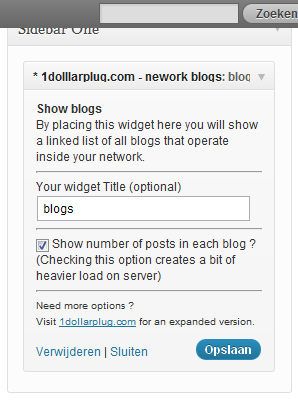 Zoeken
Sidebar One
* 1dolllarplug.com - nework blogs: blog
Show blogs
By placing this widget here you will show
a linked list of all blogs that operate
inside your network.
Your widget Title (optional)
blogs
Show number of posts in each blog ?
(Checking this option creates a bit of
heavier load on server)
Need more options ?
Visit 1dollarplug.com for an expanded version.
Verwijderen | Sluiten
Opslaan